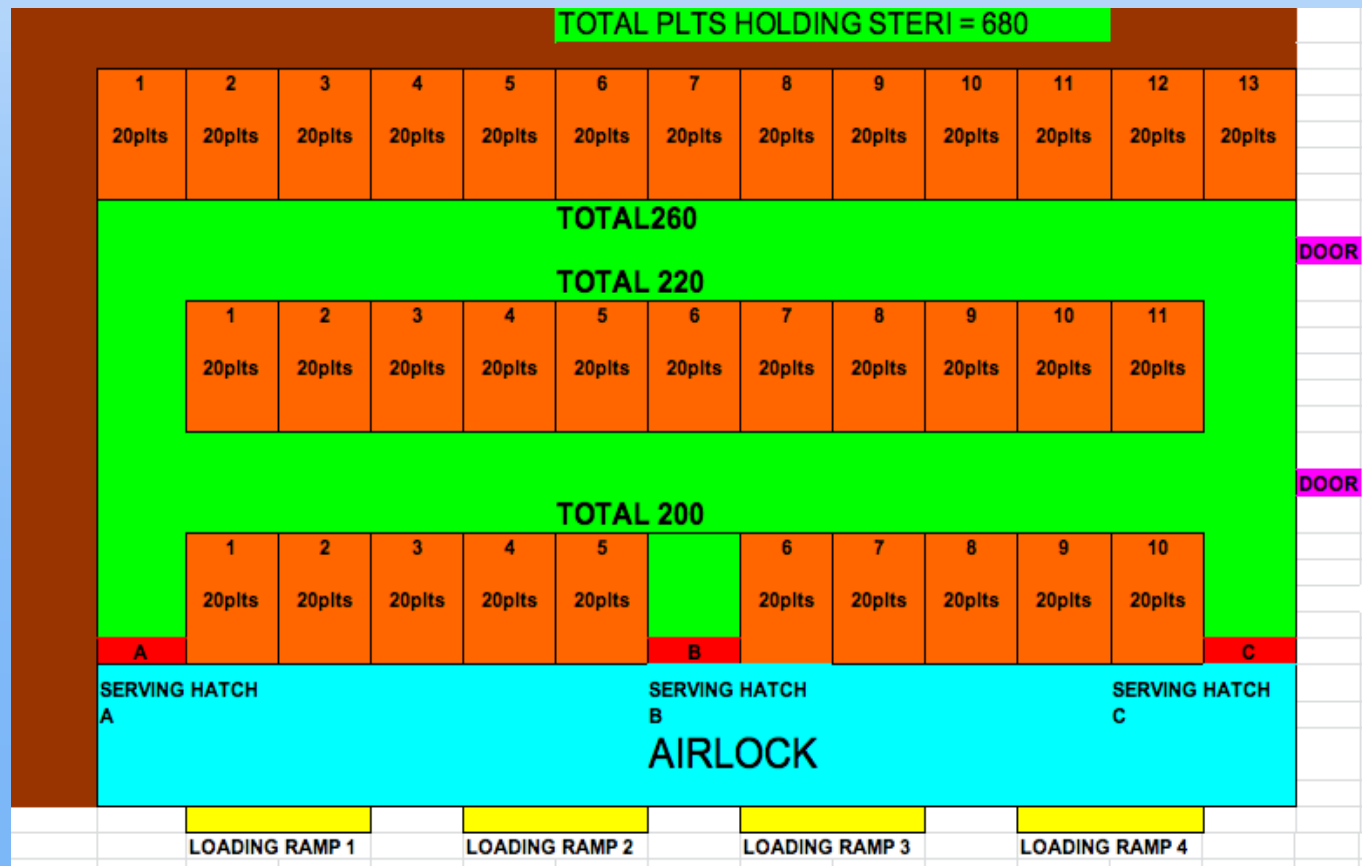 TOTAL PLTS HOLDING STERI = 680
1 2 3 4 5 6 7 8 9 10 11 12 13
20plts 20plts 20plts 20plts 20plts 20plts 20plts 20plts 20plts 20plts 20plts 20plts 20plts
TOTAL260
DOOR
TOTAL 220
1 2 3 4 5 6 7 8 9 10 11
20plts 20plts 20plts 20plts 20plts 20plts 20plts 20plts 20plts 20plts 20plts
DOOR
TOTAL 200
1 2 3 4 5 6 7 8 9 10
20plts 20plts 20plts 20plts 20plts 20plts 20plts 20plts 20plts 20plts
A B C
SERVING HATCH SERVING HATCH SERVING HATCH
A B C
AIRLOCK
LOADING RAMP 1 LOADING RAMP 2 LOADING RAMP 3 LOADING RAMP 4